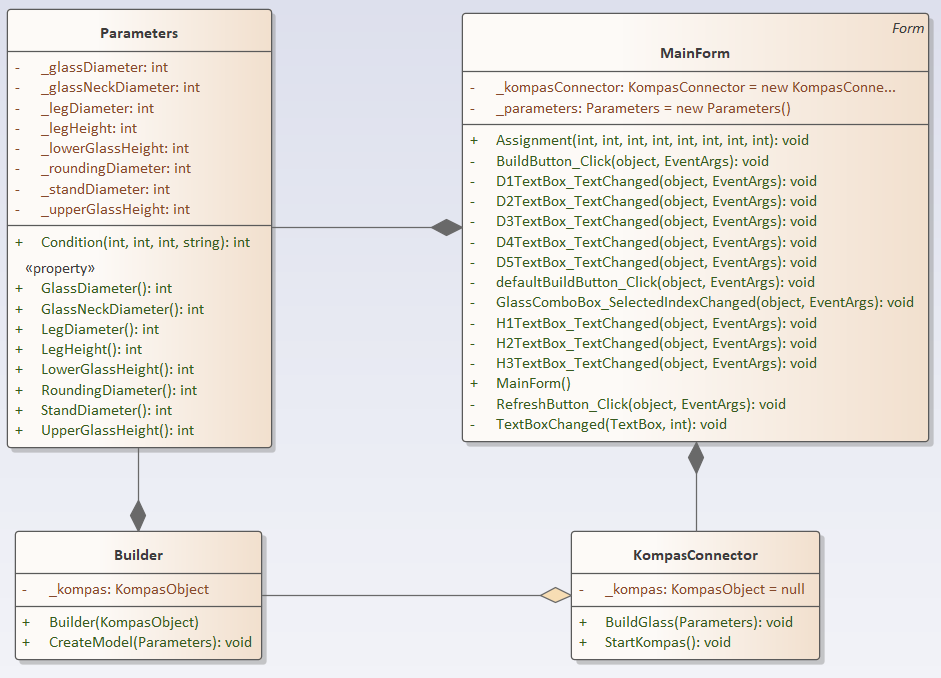 Parameters
- _glassDiameter: int
- _glassNeckDiameter: int
- _legDiameter: int
- _legHeight: int
- _lowerGlassHeight: int
- _roundingDiameter: int
- _standDiameter: int
- _upperGlassHeight: int
+ Condition(int, int, int, string): int
«property»
+ GlassDiameter(): int
+ GlassNeckDiameter(): int
+ LegDiameter(): int
+ LegHeight(): int
+ LowerGlassHeight(): int
+ RoundingDiameter(): int
+ StandDiameter(): int
+ UpperGlassHeight(): int
Form
MainForm
- _kompasConnector: KompasConnector = new KompasConne...
- _parameters: Parameters = new Parameters()
+ Assignment(int, int, int, int, int, int, int, int): void
- BuildButton_Click(object, EventArgs): void
- D1TextBox_TextChanged(object, EventArgs): void
- D2TextBox_TextChanged(object, EventArgs): void
- D3TextBox_TextChanged(object, EventArgs): void
- D4TextBox_TextChanged(object, EventArgs): void
- D5TextBox_TextChanged(object, EventArgs): void
- defaultBuildButton_Click(object, EventArgs): void
- GlassComboBox_SelectedIndexChanged(object, EventArgs): void
- H1TextBox_TextChanged(object, EventArgs): void
- H2TextBox_TextChanged(object, EventArgs): void
- H3TextBox_TextChanged(object, EventArgs): void
+ MainForm()
- RefreshButton_Click(object, EventArgs): void
- TextBoxChanged(TextBox, int): void
Builder
- _kompas: KompasObject
+ Builder(KompasObject)
+ CreateModel(Parameters): void
KompasConnector
- _kompas: KompasObject = null
+ BuildGlass(Parameters): void
+ StartKompas(): void